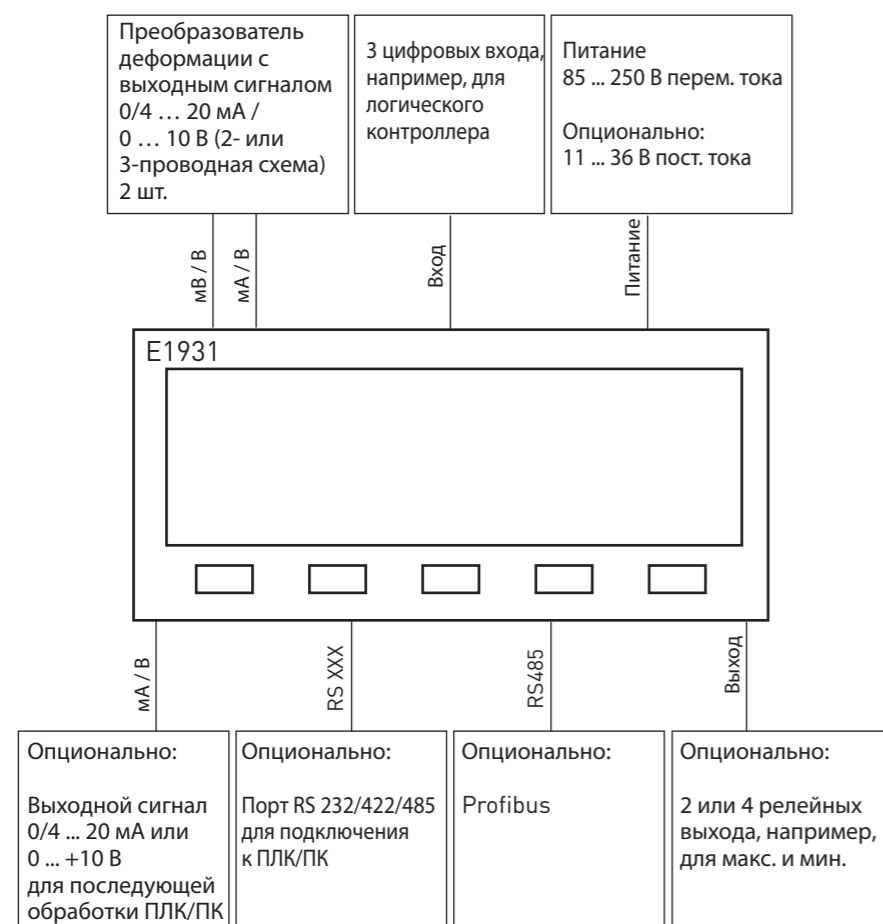 Преобразователь
деформации с
выходным сигналом
0/4 … 20 мА /
0 … 10 В (2- или
3-проводная схема)
2 шт.
3 цифровых входа,
например, для
логического
контроллера
Питание
85 ... 250 В перем. тока
Опционально:
11 ... 36 В пост. тока
мВ / В
мА / В
Вход
Питание
E1931
мА / В
RS XXX
RS485
Выход
Опционально:
Выходной сигнал
0/4 ... 20 мА или
0 ... +10 В
для последующей
обработки ПЛК/ПК
Опционально:
Порт RS 232/422/485
для подключения
к ПЛК/ПК
Опционально:
Profibus
Опционально:
2 или 4 релейных
выхода, например,
для макс. и мин.